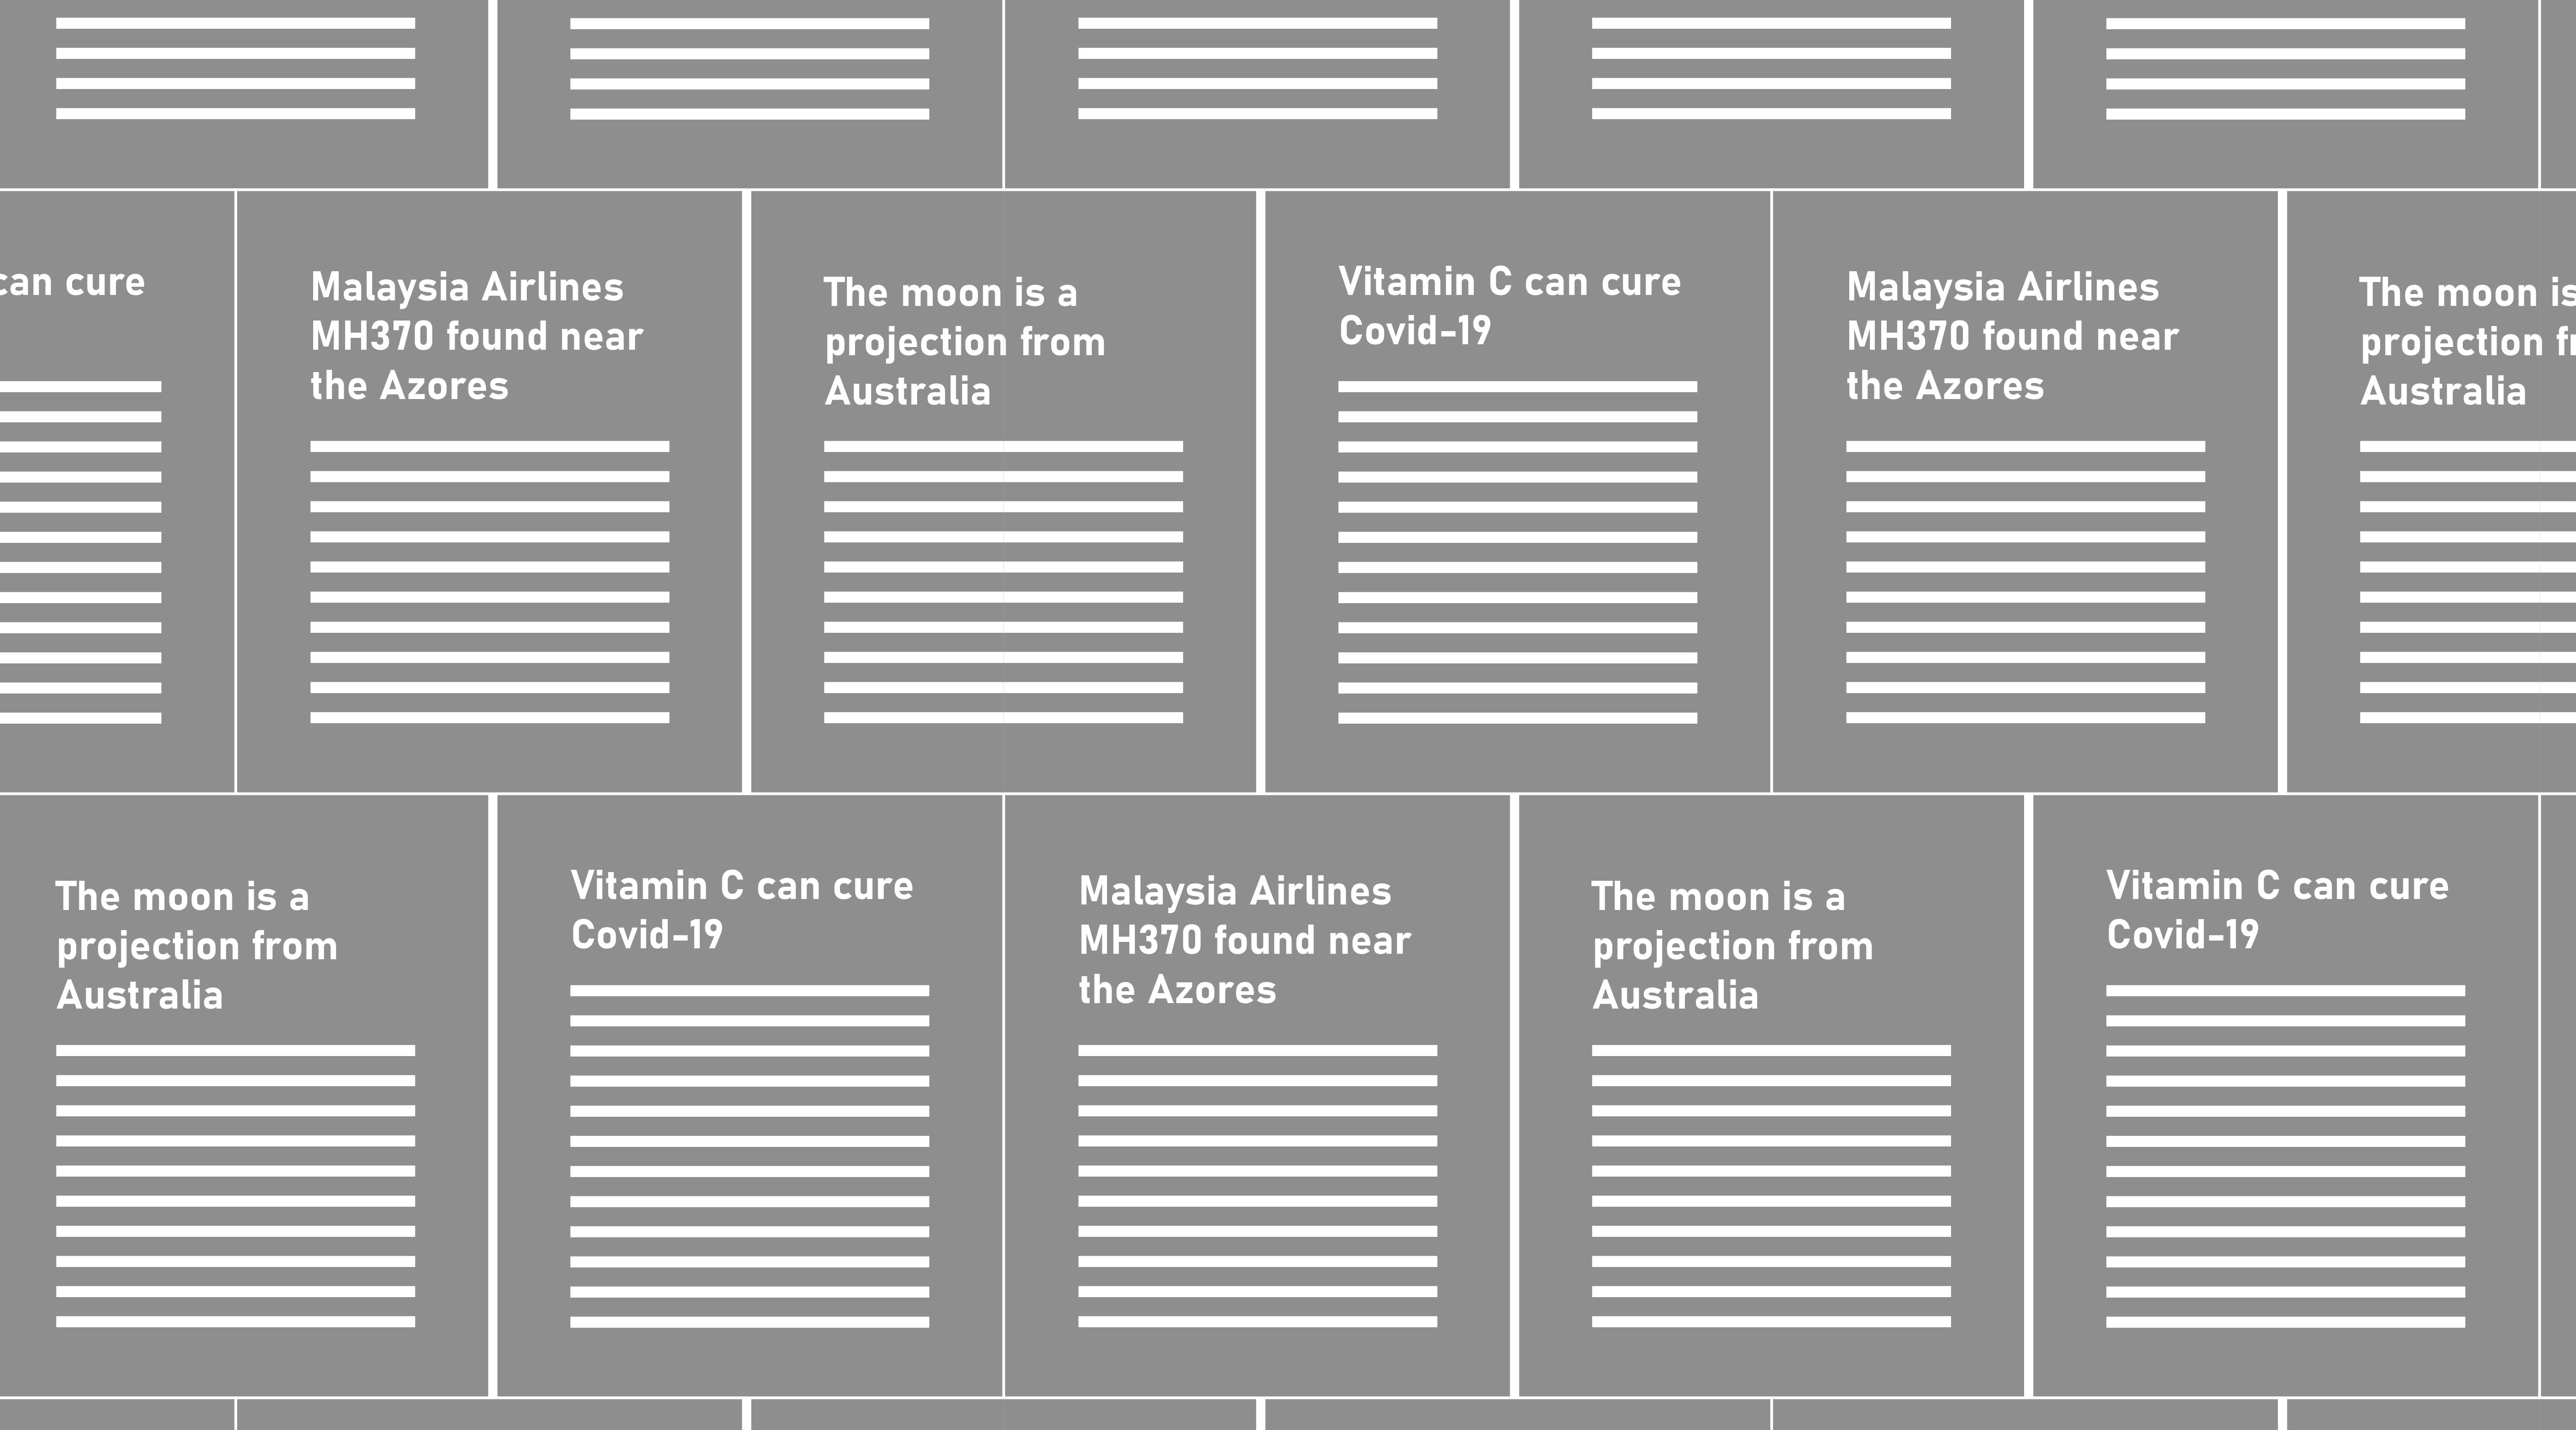 can cure
Malaysia Airlines
MH370 found near
the Azores
The moon is a
projection from
Australia
Vitamin C can cure
Covid-19
Malaysia Airlines
MH370 found near
the Azores
The moon is
projection
Australia
The moon is a
projection from
Australia
Vitamin C can cure
Covid-19
Malaysia Airlines
MH370 found near
the Azores
The moon is a
projection from
Australia
Vitamin C can cure
Covid-19